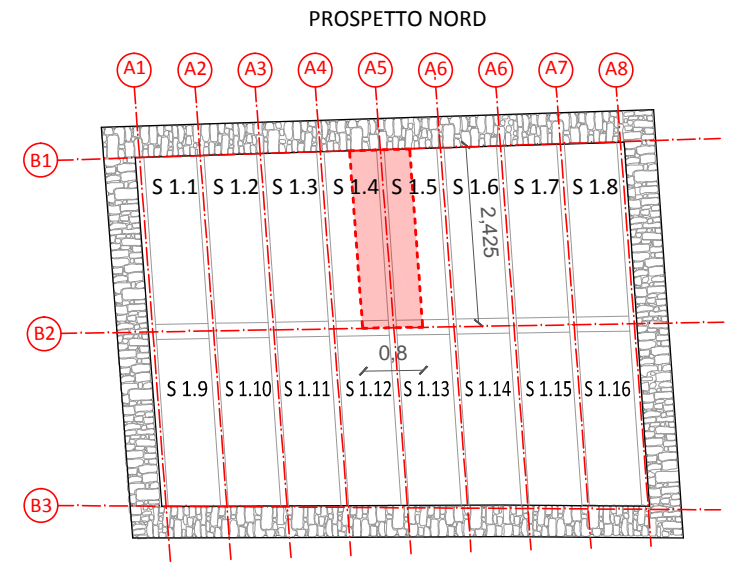 PROSPETTO NORD
A1 A2 A3 A4 A5 A6 A6 A7 A8
B1
S 1.1 S 1.2 S 1.3 S 1.4 S 1.5 S 1.6 S 1.7 S 1.8
2,425
B2
0,8
S 1.9 S 1.10 S 1.11 S 1.12 S 1.13 S 1.14 S 1.15 S 1.16
B3